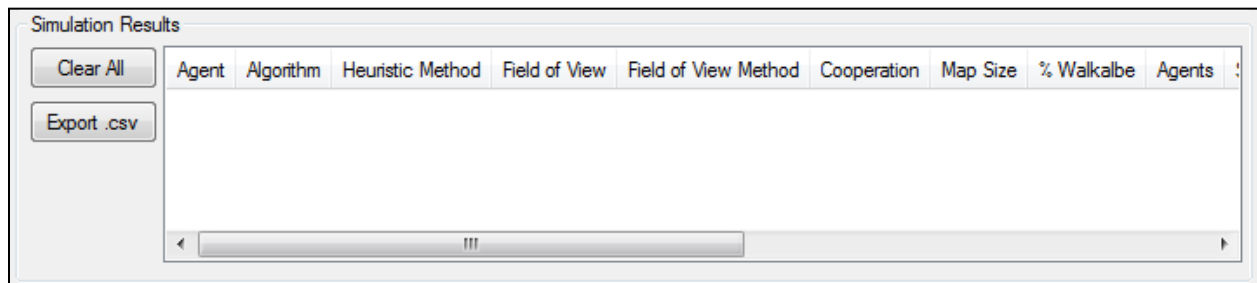 Simulation Results
Clear All
Agent Algorithm Heuristic Method Field of View Field of View Method Cooperation Map Size % Walkalbe Agents
Export .csv